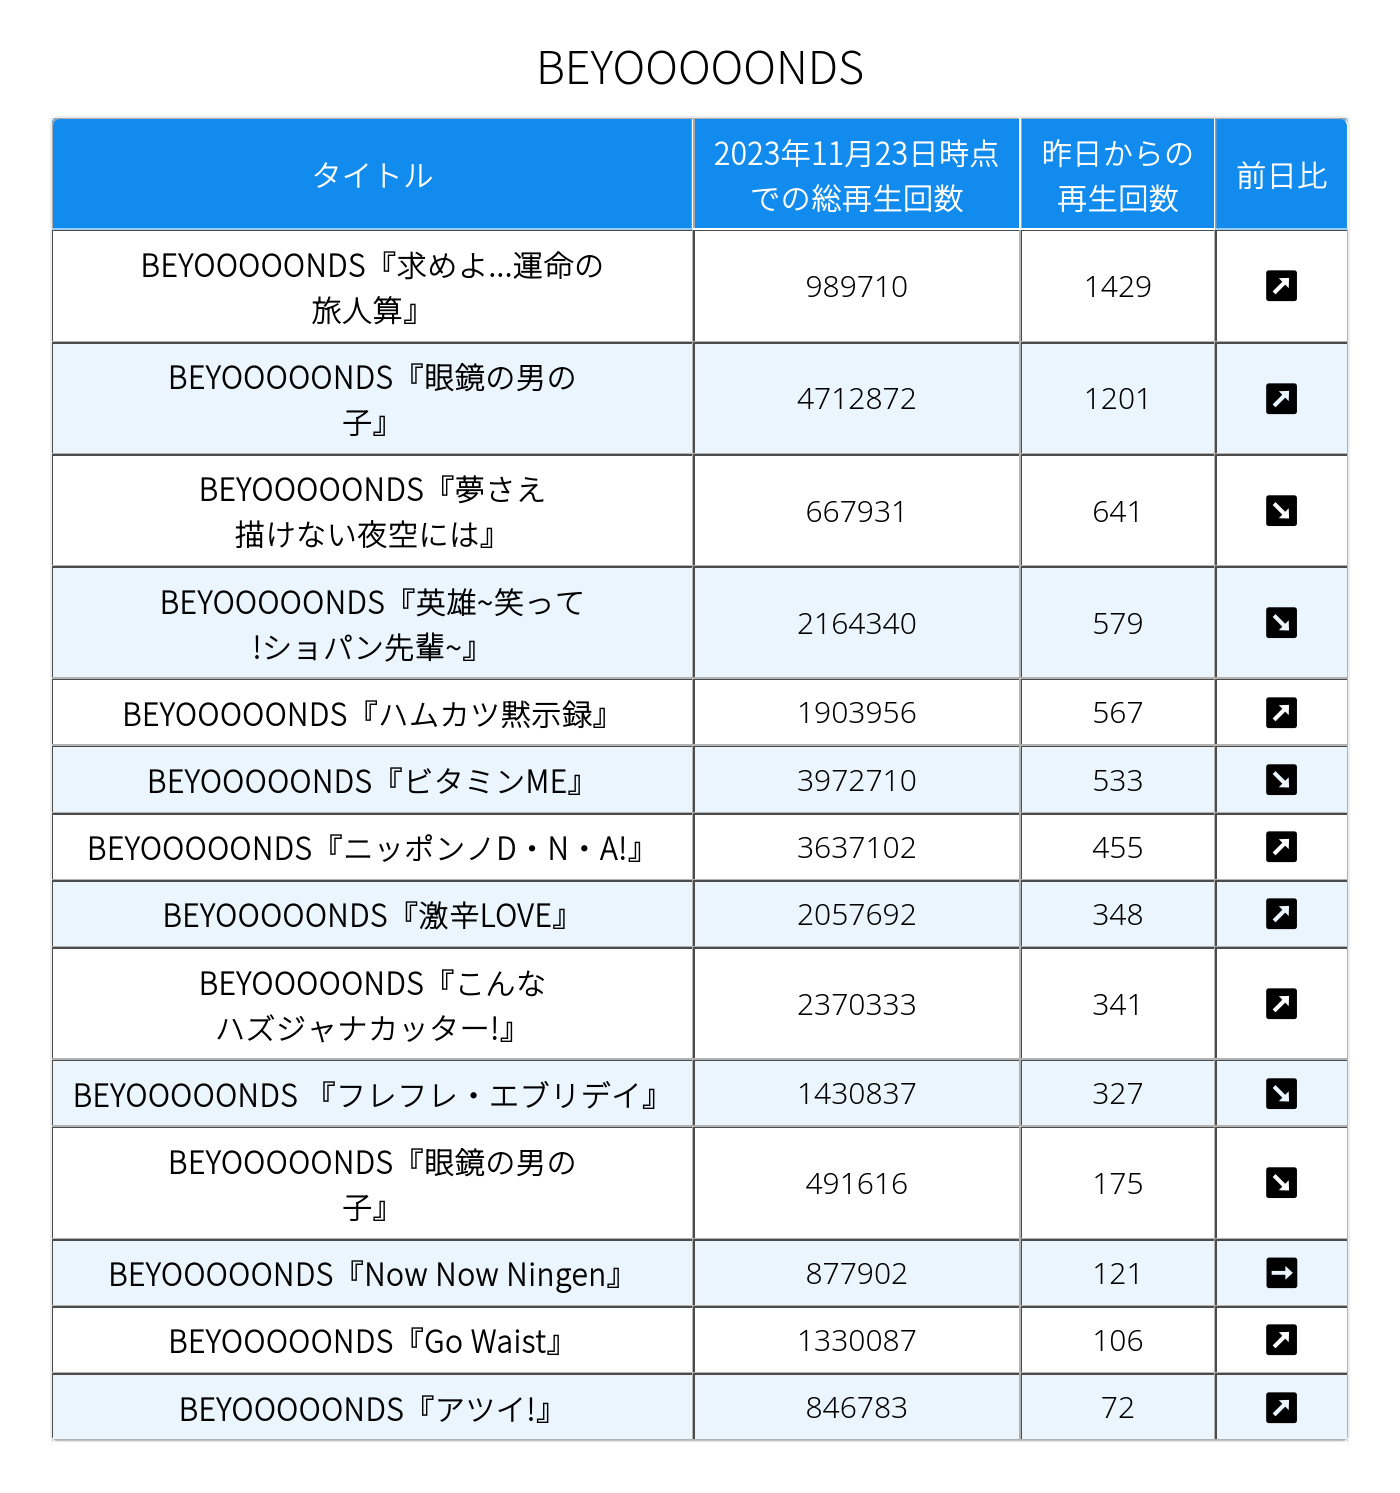 BEYOOOOONDS
タイトル
2023年11月23日時点
での総再生回数
昨日からの
再生回数
前日比
BEYOOOOONDS『求めよ...運命の
旅人算』
989710
1429
BEYOOOOONDS『眼鏡の男の
子』
4712872
1201
BEYOOOOONDS『夢さえ
描けない夜空には』
667931
641
BEYOOOOONDS『英雄~笑って
!ショパン先輩~』
2164340
579
BEYOOOOONDS『ハムカツ黙示録』
1903956
567
BEYOOOOONDS『ビタミンME』
3972710
533
BEYOOOOONDS『ニッポンノD・N・A!』
3637102
455
BEYOOOOONDS『激辛LOVE』
2057692
348
BEYOOOOONDS『こんな
ハズジャナカッター!』
2370333
341
BEYOOOOONDS 『フレフレ・エブリデイ』
1430837
327
BEYOOOOONDS『眼鏡の男の
子』
491616
175
BEYOOOOONDS『Now Now Ningen』
877902
121
BEYOOOOONDS『Go Waist』
1330087
106
BEYOOOOONDS『アツイ!』
846783
72